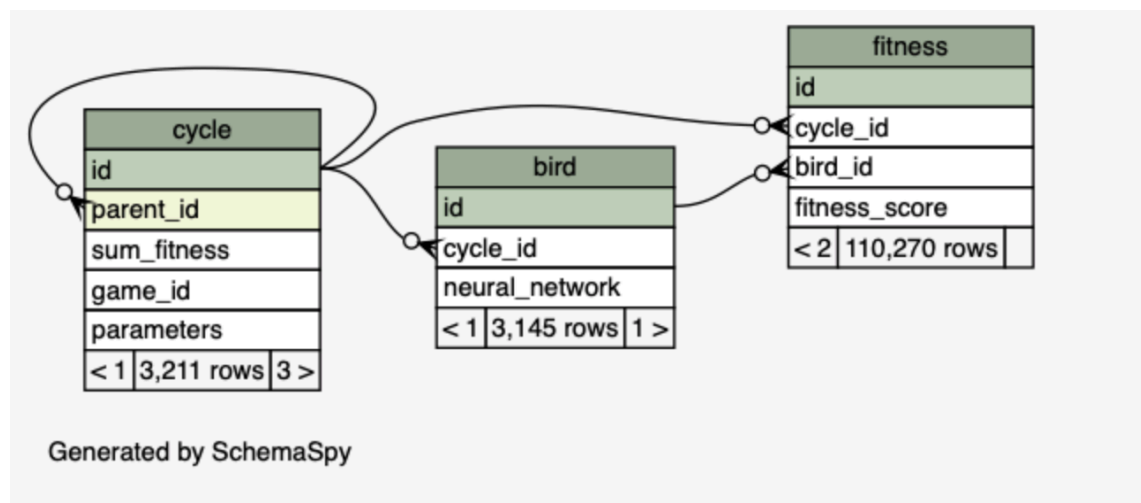 cycle
id
parent_id
sum_fitness
game_id
parameters
< 1 3,211 rows 3 >
bird
id
cycle_id
neural_network
< 1 3,145 rows 1 >
fitness
id
cycle_id
bird_id
fitness_score
< 2 110,270 rows
Generated by SchemaSpy